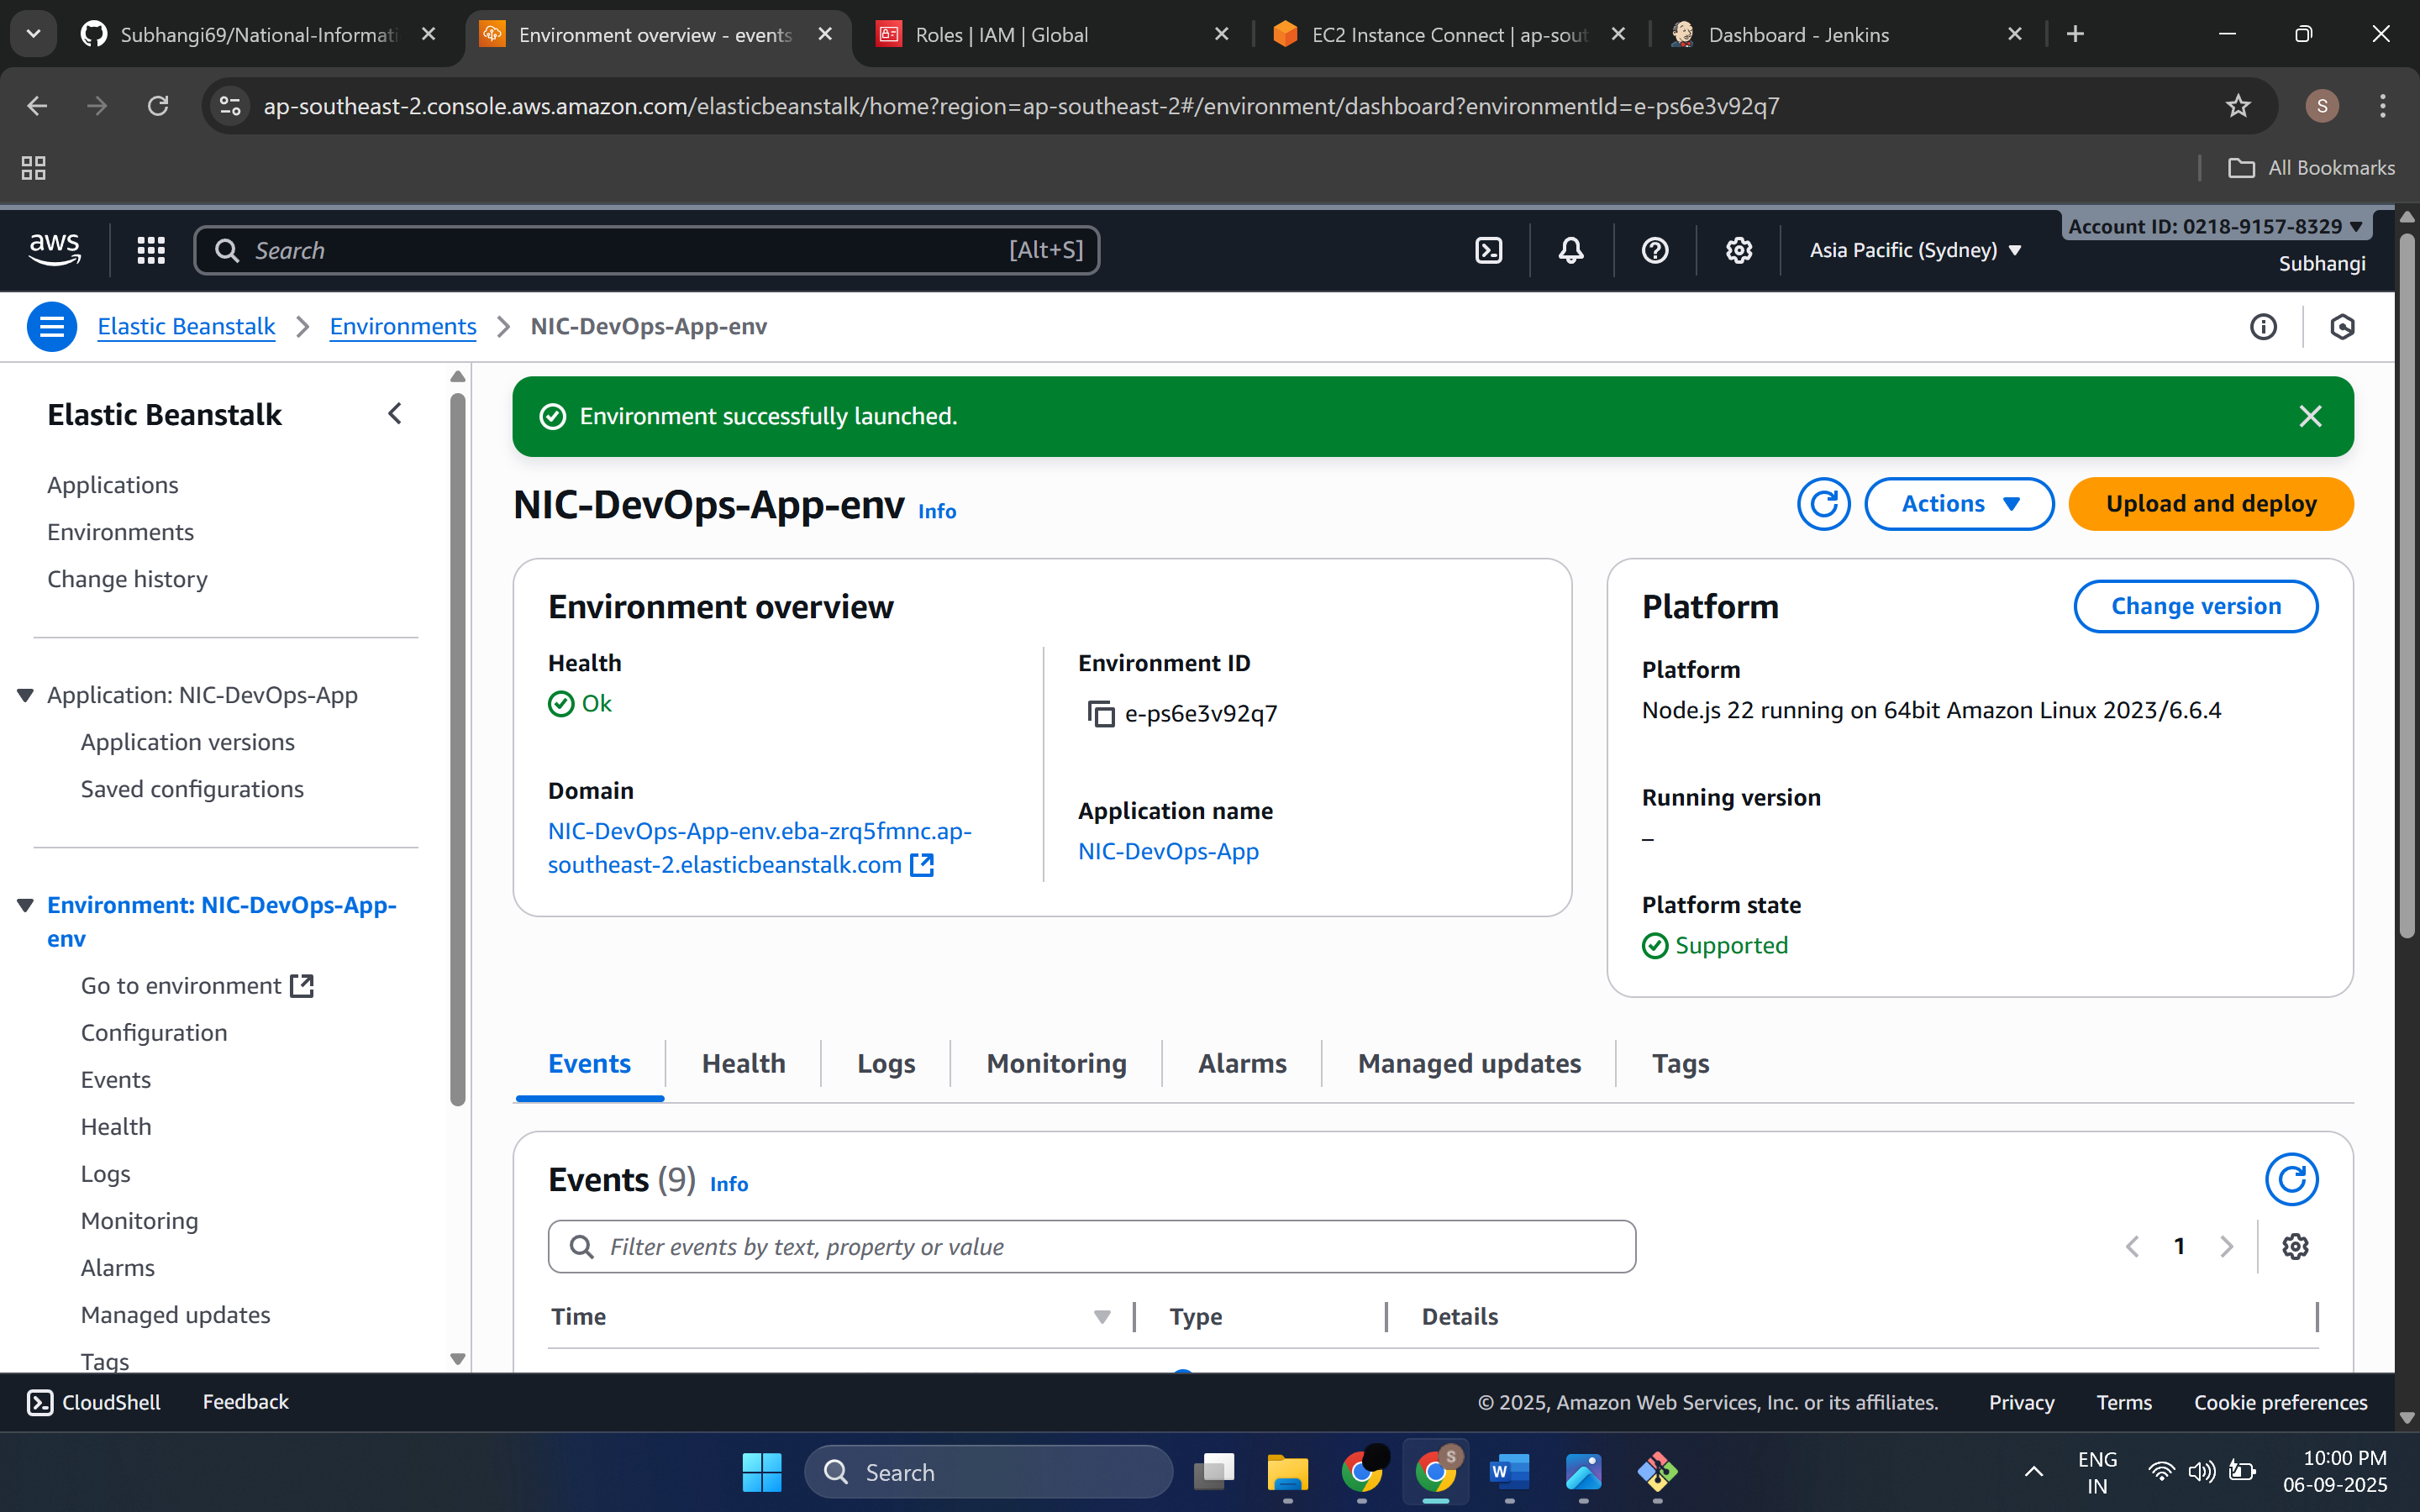 Subhangi69/National-Informati
Environment overview - events
Roles | IAM | Global
EC2 Instance Connect | ap-sout
Dashboard - Jenkins
ap-southeast-2.console.aws.amazon.com/elasticbeanstalk/home?region=ap-southeast-2#/environment/dashboard?environmentId=e-ps6e3v92q7
S
All Bookmarks
aws
Search
[Alt+S]
Asia Pacific (Sydney)
Account ID: 0218-9157-8329
Subhangi
Elastic Beanstalk
Environments
NIC-DevOps-App-env
Elastic Beanstalk
Applications
Environments
Change history
Application: NIC-DevOps-App
Application versions
Saved configurations
Environment: NIC-DevOps-App-
env
Go to environment
Configuration
Events
Health
Logs
Monitoring
Alarms
Managed updates
Tags
Environment successfully launched.
NIC-DevOps-App-env Info
Actions
Upload and deploy
Environment overview
Health
Ok
Domain
NIC-DevOps-App-env.eba-zrq5fmnc.ap-
southeast-2.elasticbeanstalk.com
Environment ID
e-ps6e3v92q7
Application name
NIC-DevOps-App
Platform
Change version
Platform
Node.js 22 running on 64bit Amazon Linux 2023/6.6.4
Running version
–
Platform state
Supported
Events
Health
Logs
Monitoring
Alarms
Managed updates
Tags
Events (9) Info
Filter events by text, property or value
1
Time
Type
Details
CloudShell
Feedback
© 2025, Amazon Web Services, Inc. or its affiliates.
Privacy
Terms
Cookie preferences
Search
S
W
ENG
IN
10:00 PM
06-09-2025